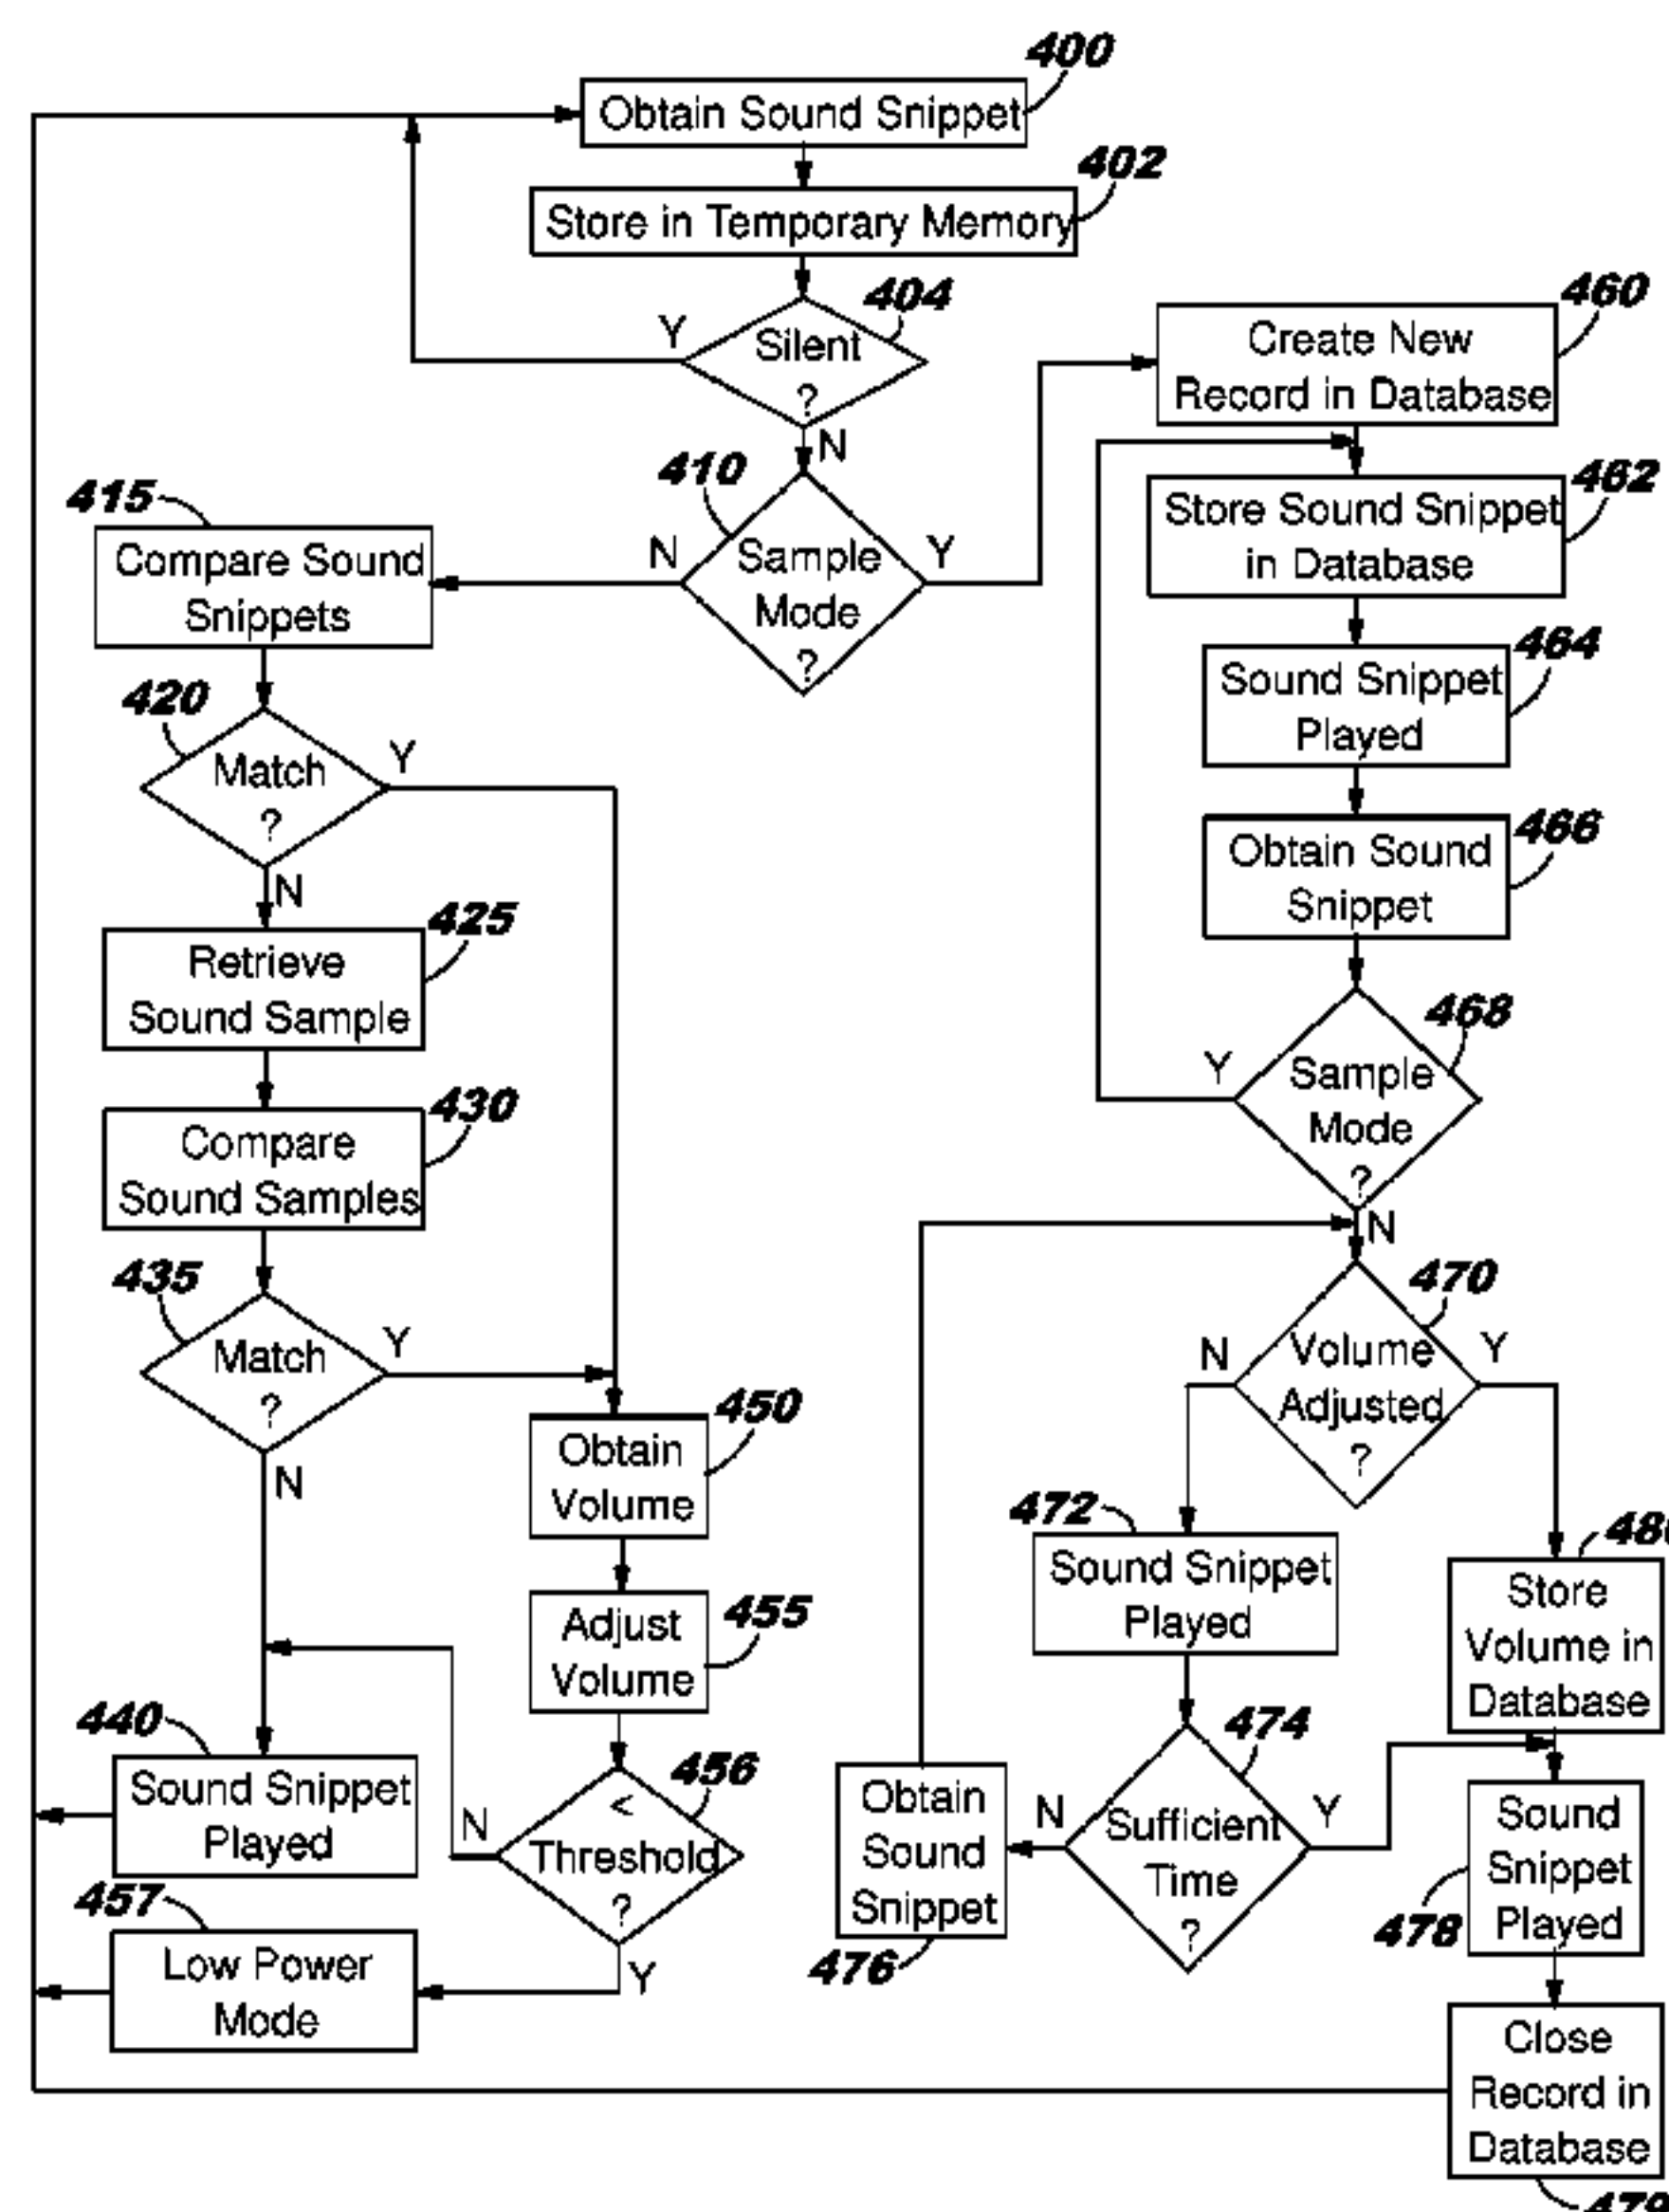 400
Obtain Sound Snippet
402
Store in Temporary Memory
404
Y
Silent
?
N
460
Create New
Record in Database
410
N
Sample
Mode
?
Y
415
Compare Sound
Snippets
462
Store Sound Snippet
in Database
420
Match
?
Y
N
464
Sound Snippet
Played
425
Retrieve
Sound Sample
466
Obtain Sound
Snippet
430
Compare
Sound Samples
468
Y
Sample
Mode
?
N
435
Match
?
Y
N
470
N
Volume
Adjusted
?
Y
450
Obtain
Volume
472
Sound Snippet
Played
Store
Volume in
Database
455
Adjust
Volume
440
Sound Snippet
Played
456
N
<
Threshold
?
Y
474
N
Sufficient
Time
?
Y
Obtain
Sound
Snippet
476
Sound
Snippet
Played
478
457
Low Power
Mode
Close
Record in
Database